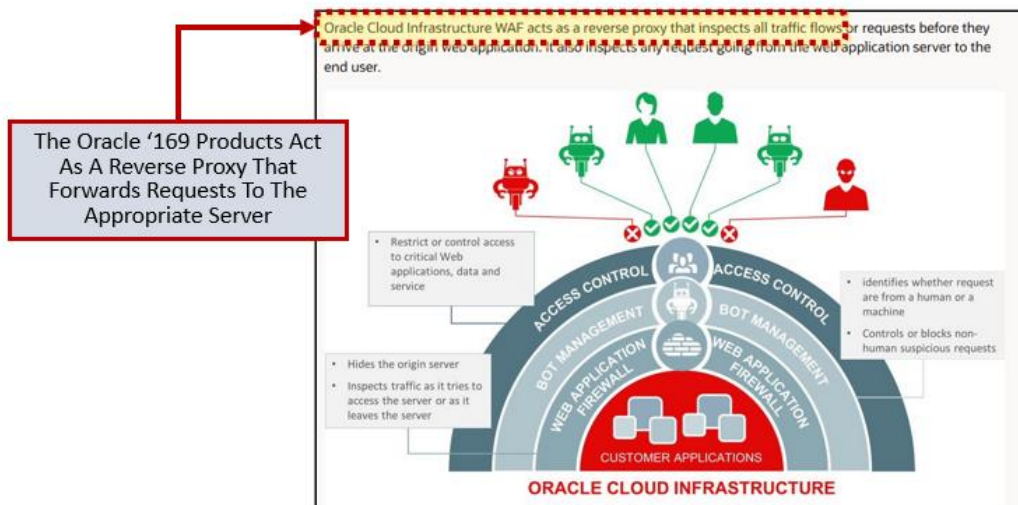 Oracle Cloud Infrastructure WAF acts as a reverse proxy that inspects all traffic flows or requests before they
arrive at the origin web application. It also inspects any request going from the web application server to the
end user.
The Oracle ‘169 Products Act
As A Reverse Proxy That
Forwards Requests To The
Appropriate Server
• Restrict or control access
to critical Web
applications, data and
service
• Hides the origin server
• Inspects traffic as it tries to
access the server or as it
leaves the server
ACCESS CONTROL
ACCESS CONTROL
BOT MANAGEMENT
BOT MANAGEMENT
WEB APPLICATION
FIREWALL
WEB APPLICATION
FIREWALL
• identifies whether request
are from a human or a
machine
• Controls or blocks non-
human suspicious requests
CUSTOMER APPLICATIONS
ORACLE CLOUD INFRASTRUCTURE